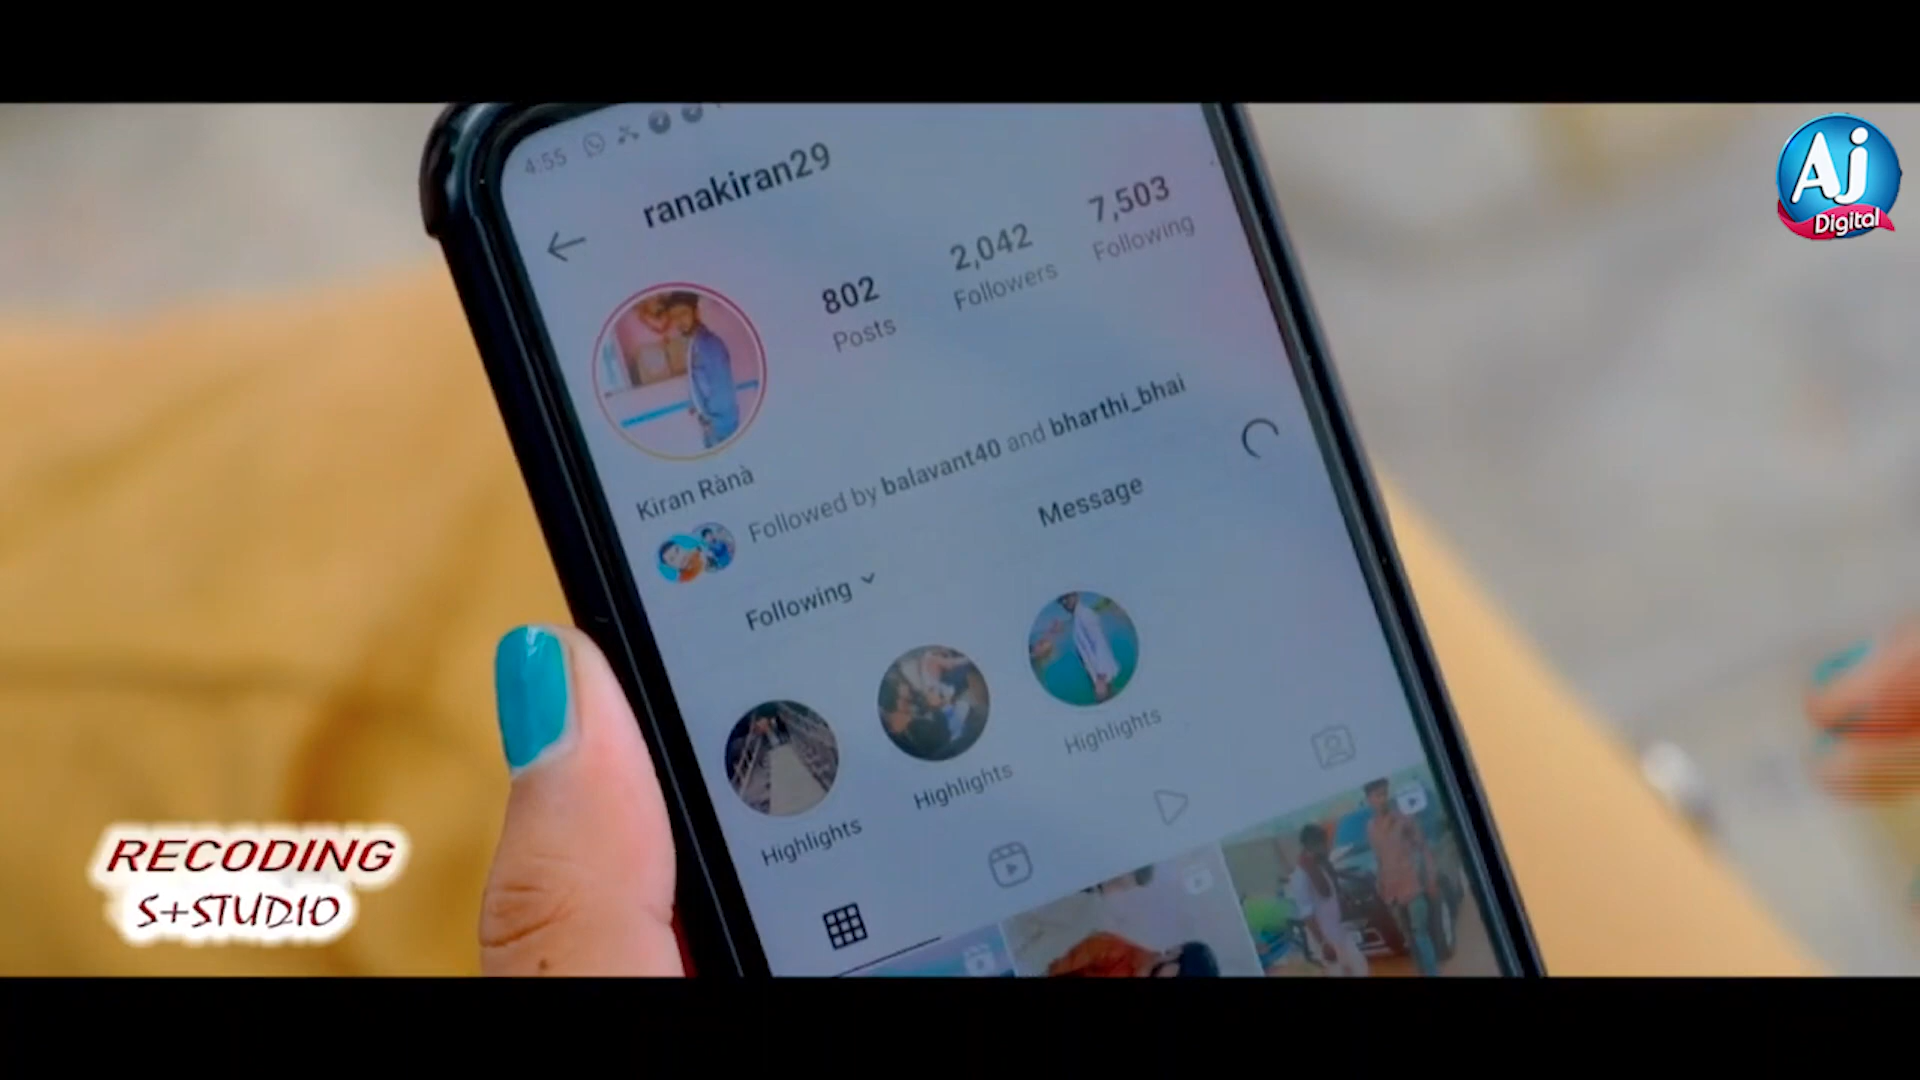 Aj
Digital
4:55
ranakiran29
802
Posts
2,042
Followers
7,503
Following
Kiran Rànà
Followed by balavant40 and bharthi_bhai
Following
Message
Highlights
Highlights
Highlights
RECODING
S+STUDIO